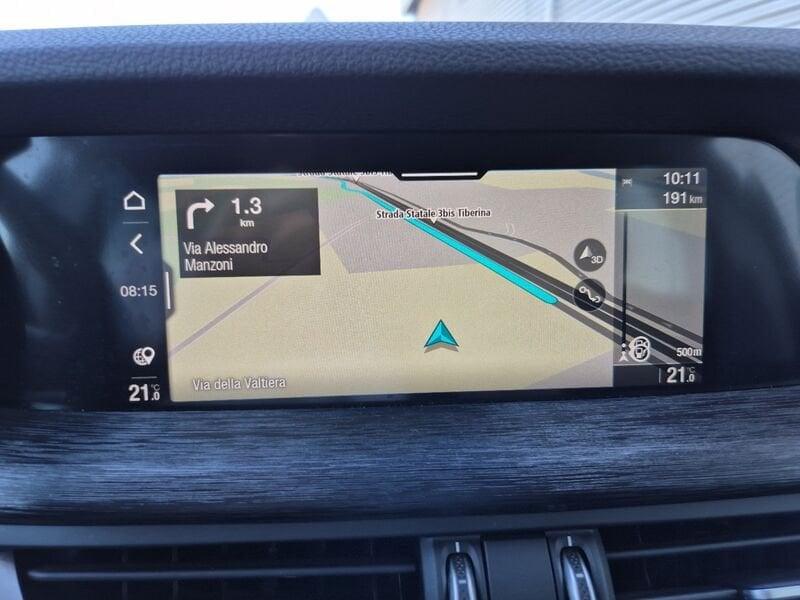 10:11
191 km
1.3
km
Via Alessandro
Manzoni
Strada Statale 3bis Tiberina
3D
08:15
500m
Via della Valtiera
21.0 °C
21.0 °C